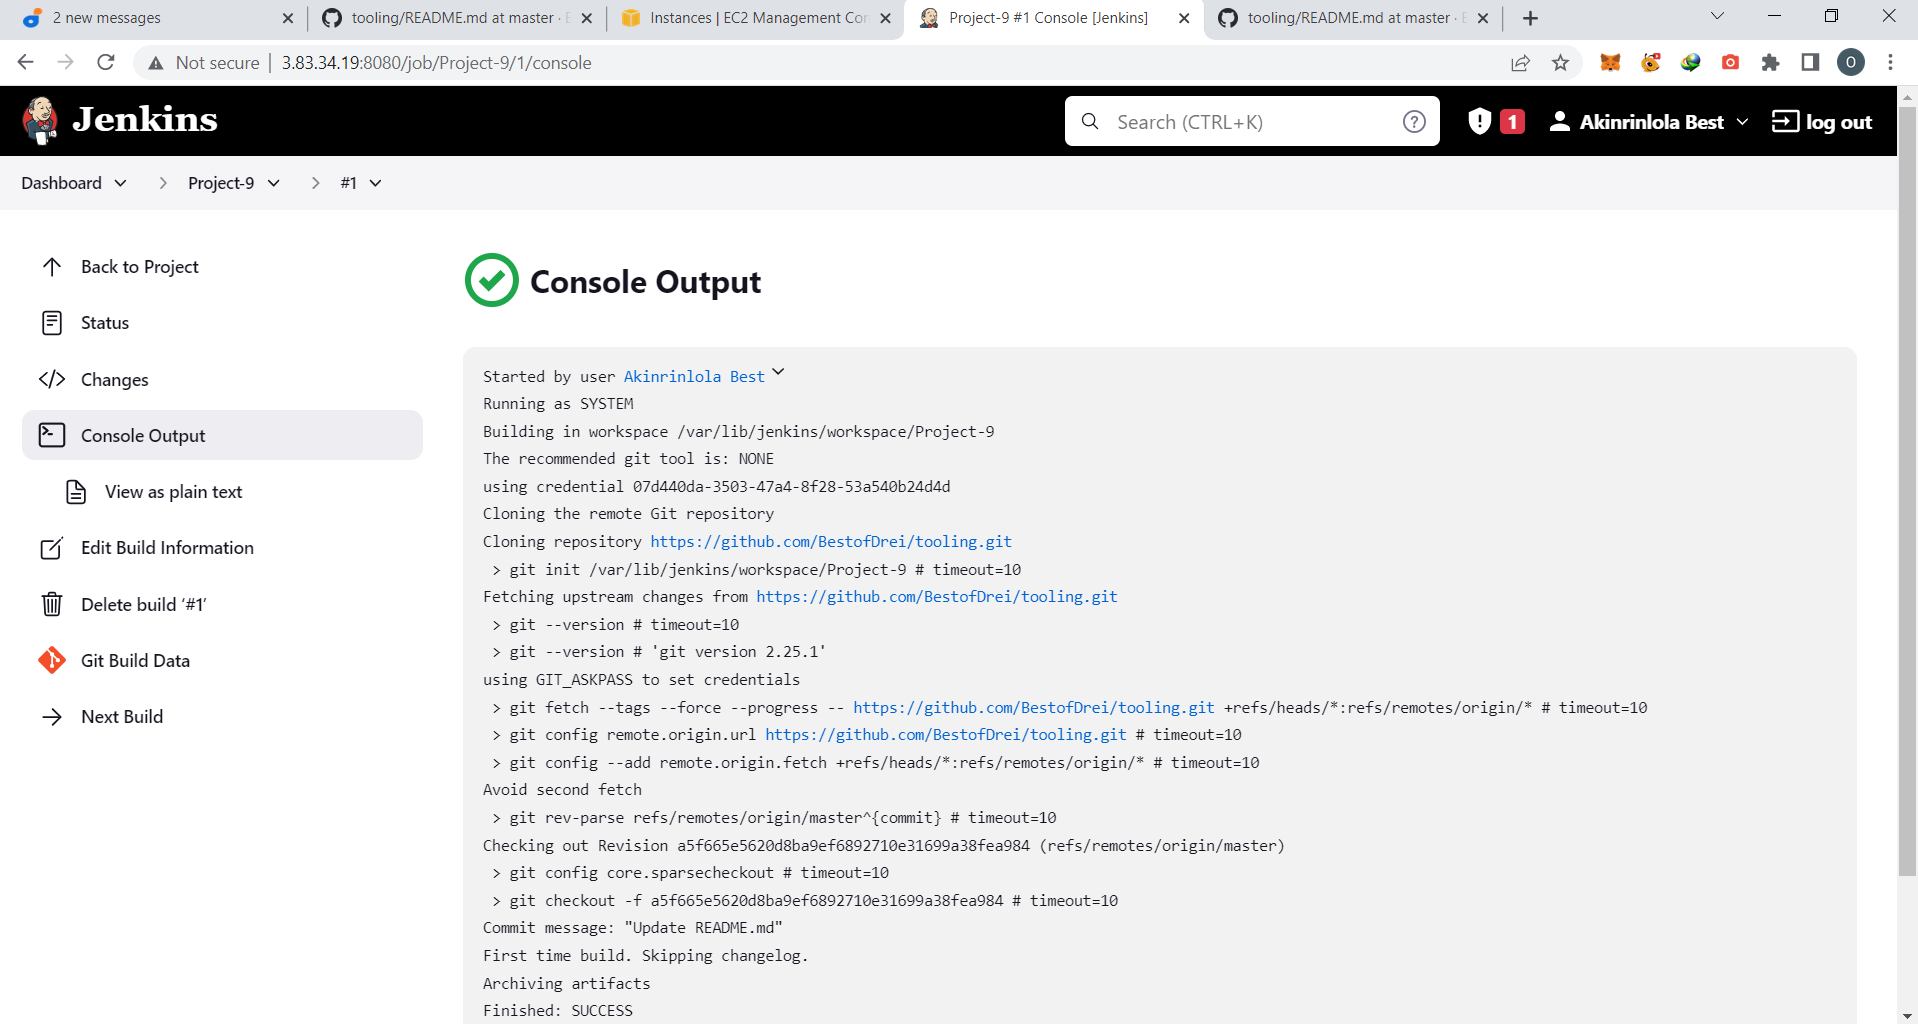 2 new messages
tooling/README.md at master ·
Instances | EC2 Management Con
Project-9 #1 Console [Jenkins]
tooling/README.md at master ·
Not secure | 3.83.34.19:8080/job/Project-9/1/console
O
Jenkins
Search (CTRL+K)
1
Akinrinlola Best
log out
Dashboard
Project-9
#1
Back to Project
Status
Changes
Console Output
View as plain text
Edit Build Information
Delete build ‘#1’
Git Build Data
Next Build
Console Output
Started by user Akinrinlola Best
Running as SYSTEM
Building in workspace /var/lib/jenkins/workspace/Project-9
The recommended git tool is: NONE
using credential 07d440da-3503-47a4-8f28-53a540b24d4d
Cloning the remote Git repository
Cloning repository https://github.com/BestofDrei/tooling.git
> git init /var/lib/jenkins/workspace/Project-9 # timeout=10
Fetching upstream changes from https://github.com/BestofDrei/tooling.git
> git --version # timeout=10
> git --version # 'git version 2.25.1'
using GIT_ASKPASS to set credentials
> git fetch --tags --force --progress -- https://github.com/BestofDrei/tooling.git +refs/heads/*:refs/remotes/origin/* # timeout=10
> git config remote.origin.url https://github.com/BestofDrei/tooling.git # timeout=10
> git config --add remote.origin.fetch +refs/heads/*:refs/remotes/origin/* # timeout=10
Avoid second fetch
> git rev-parse refs/remotes/origin/master^{commit} # timeout=10
Checking out Revision a5f665e5620d8ba9ef6892710e31699a38fea984 (refs/remotes/origin/master)
> git config core.sparsecheckout # timeout=10
> git checkout -f a5f665e5620d8ba9ef6892710e31699a38fea984 # timeout=10
Commit message: "Update README.md"
First time build. Skipping changelog.
Archiving artifacts
Finished: SUCCESS